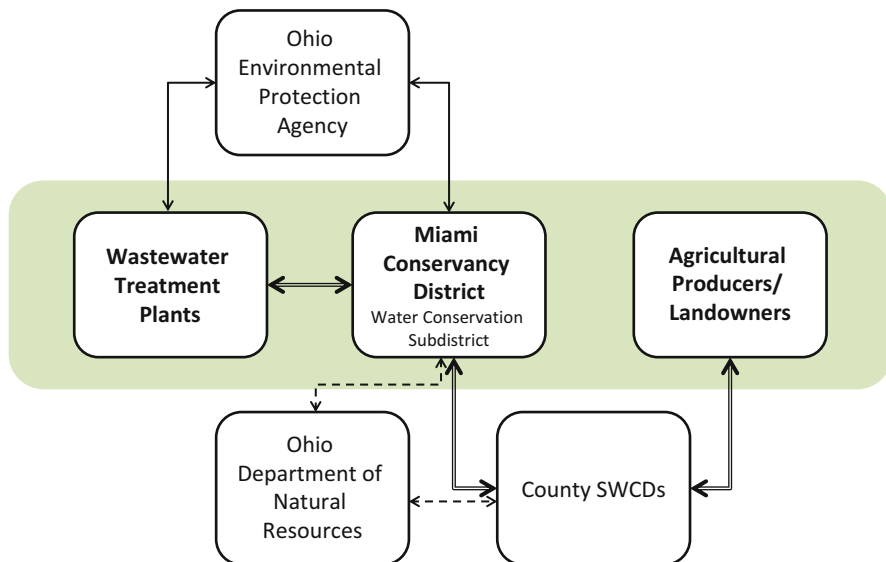 Ohio
Environmental
Protection
Agency
Wastewater
Treatment
Plants
Miami
Conservancy
District
Water Conservation
Subdistrict
Agricultural
Producers/
Landowners
Ohio
Department of
Natural
Resources
County SWCDs